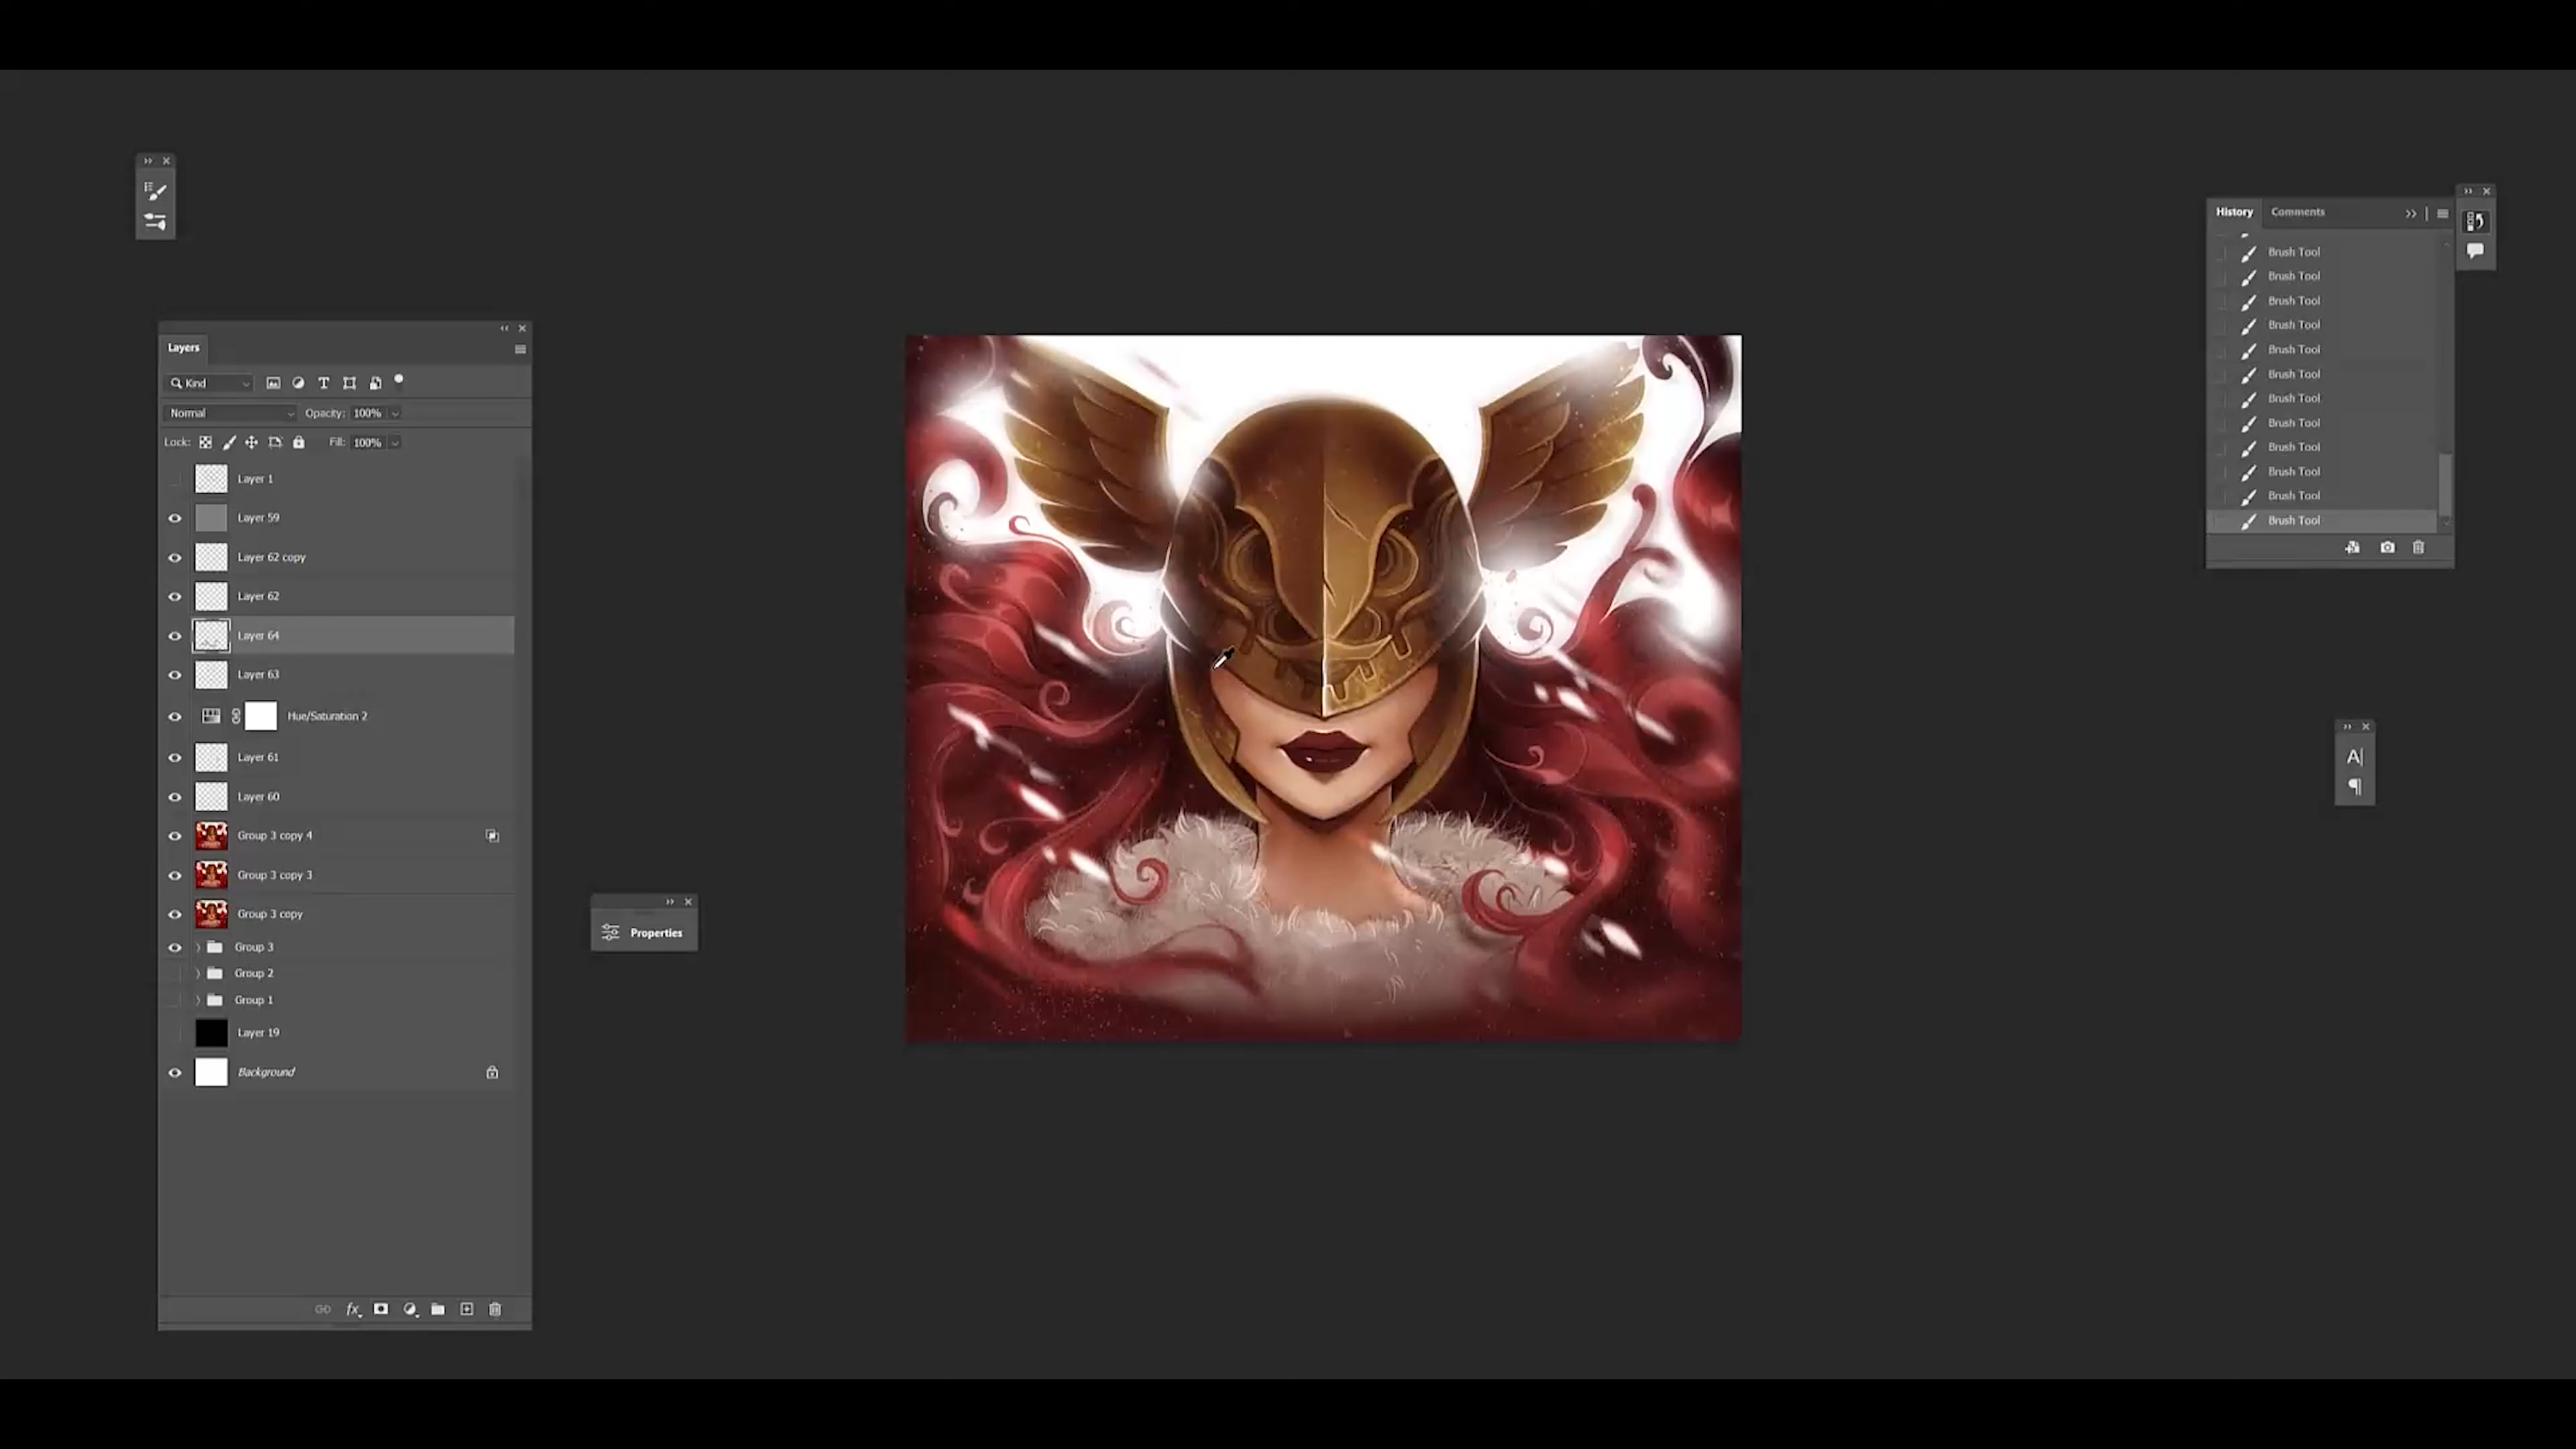 Layers
Kind
Normal Opacity: 100%
Lock: Fill: 100%
Layer 1
Layer 59
Layer 62 copy
Layer 62
Layer 64
Layer 63
Hue/Saturation 2
Layer 61
Layer 60
Group 3 copy 4
Group 3 copy 3
Group 3 copy
Group 3
Group 2
Group 1
Layer 19
Background
fx
Properties
History Comments
Brush Tool
Brush Tool
Brush Tool
Brush Tool
Brush Tool
Brush Tool
Brush Tool
Brush Tool
Brush Tool
Brush Tool
Brush Tool
Brush Tool